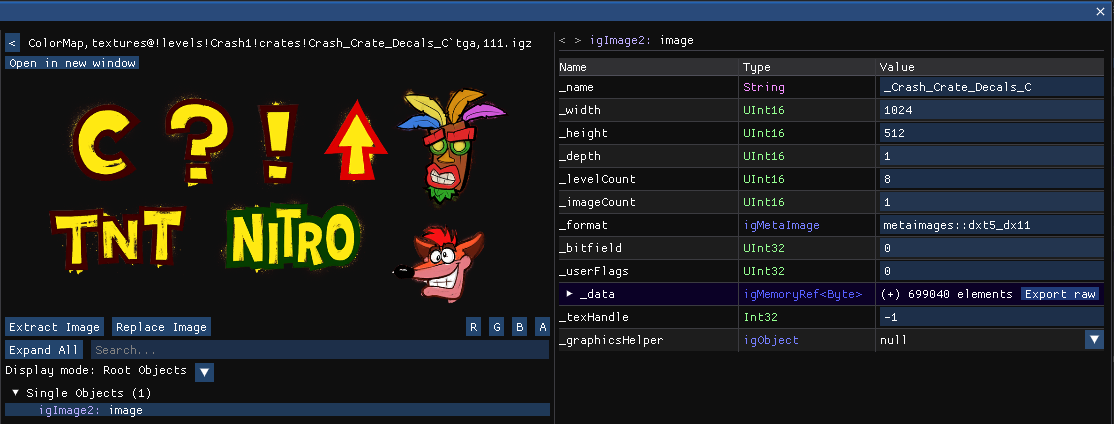 < ColorMap,textures@!levels!Crash1!crates!Crash_Crate_Decals_C`tga,111.igz
Open in new window
C ? !
TNT NITRO
Extract Image Replace Image R G B A
Expand All Search...
Display mode: Root Objects ▼
▼ Single Objects (1)
igImage2: image
< > igImage2: image
Name Type Value
_name String _Crash_Crate_Decals_C
_width UInt16 1024
_height UInt16 512
_depth UInt16 1
_levelCount UInt16 8
_imageCount UInt16 1
_format igMetaImage metaimages::dxt5_dx11
_bitfield UInt32 0
_userFlags UInt32 0
▶ _data igMemoryRef<Byte> (+) 699040 elements Export raw
_texHandle Int32 -1
_graphicsHelper igObject null ▼